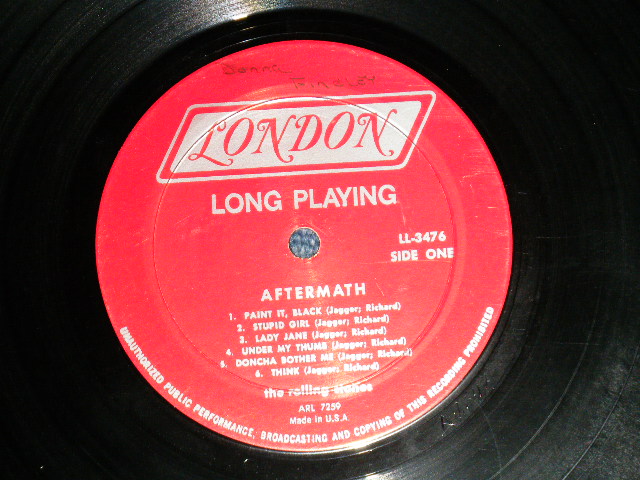 Donna
Findley
LONDON
LONG PLAYING
LL-3476
SIDE ONE
AFTERMATH
1. PAINT IT, BLACK (Jagger; Richard)
2. STUPID GIRL (Jagger; Richard)
3. LADY JANE (Jagger; Richard)
4. UNDER MY THUMB (Jagger; Richard)
5. DONCHA BOTHER ME (Jagger; Richard)
6. THINK (Jagger; Richard)
the rolling stones
ARL 7259
Made in U.S.A.
UNAUTHORIZED PUBLIC PERFORMANCE, BROADCASTING AND COPYING OF THIS RECORDING PROHIBITED